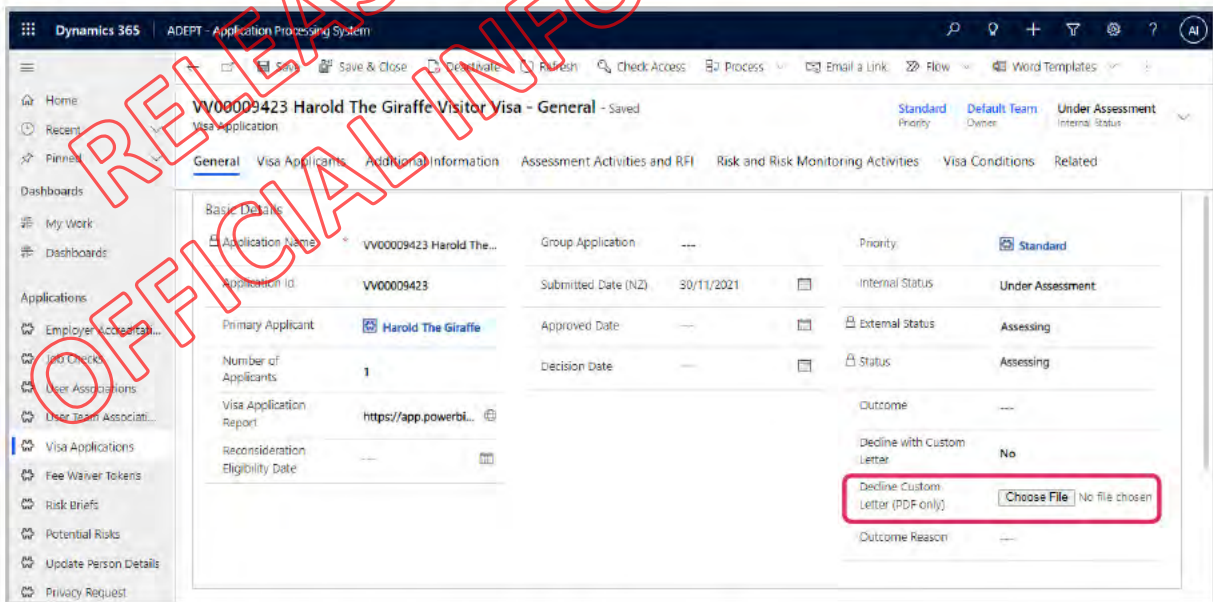 Dynamics 365 ADEPT - Application Processing System ? AI
Save Save & Close Deactivate Refresh Check Access Process Email a Link Flow Word Templates
Home
Recent
Pinned
Dashboards
My Work
Dashboards
Applications
Employer Accreditati...
Job Checks
User Associations
User Team Associati...
Visa Applications
Fee Waiver Tokens
Risk Briefs
Potential Risks
Update Person Details
Privacy Request
VV00009423 Harold The Giraffe Visitor Visa - General - Saved
Visa Application
Standard Default Team Under Assessment
Priority Owner Internal Status
General Visa Applicants Additional Information Assessment Activities and RFI Risk and Risk Monitoring Activities Visa Conditions Related
Basic Details
Application Name * VV00009423 Harold The...
Application Id VV00009423
Primary Applicant Harold The Giraffe
Number of
Applicants 1
Visa Application
Report https://app.powerbi...
Reconsideration
Eligibility Date ---
Group Application ---
Submitted Date (NZ) 30/11/2021
Approved Date ---
Decision Date ---
Priority Standard
Internal Status Under Assessment
External Status Assessing
Status Assessing
Outcome ---
Decline with Custom
Letter No
Decline Custom
Letter (PDF only) Choose File No file chosen
Outcome Reason ---